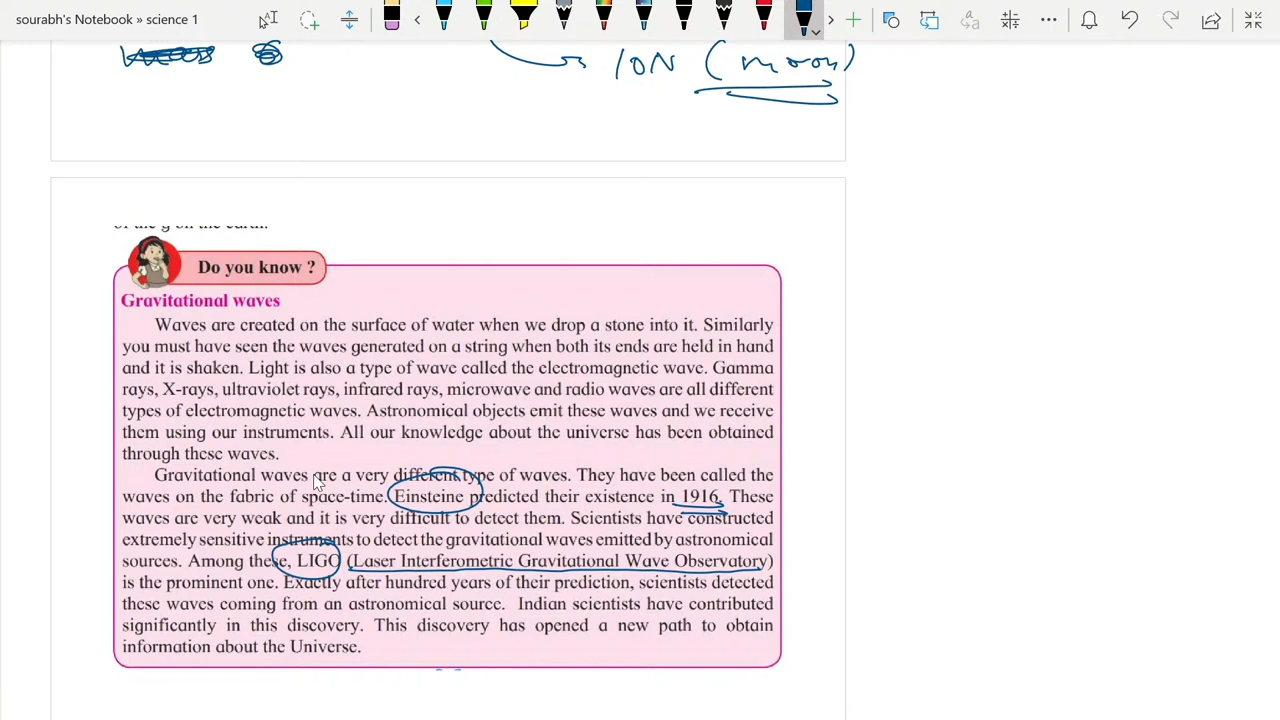 sourabh's Notebook » science 1
10N (moon)
of the g on the earth.
Do you know ?
Gravitational waves
Waves are created on the surface of water when we drop a stone into it. Similarly
you must have seen the waves generated on a string when both its ends are held in hand
and it is shaken. Light is also a type of wave called the electromagnetic wave. Gamma
rays, X-rays, ultraviolet rays, infrared rays, microwave and radio waves are all different
types of electromagnetic waves. Astronomical objects emit these waves and we receive
them using our instruments. All our knowledge about the universe has been obtained
through these waves.
Gravitational waves are a very different type of waves. They have been called the
waves on the fabric of space-time. Einsteine predicted their existence in 1916. These
waves are very weak and it is very difficult to detect them. Scientists have constructed
extremely sensitive instruments to detect the gravitational waves emitted by astronomical
sources. Among these, LIGO (Laser Interferometric Gravitational Wave Observatory)
is the prominent one. Exactly after hundred years of their prediction, scientists detected
these waves coming from an astronomical source. Indian scientists have contributed
significantly in this discovery. This discovery has opened a new path to obtain
information about the Universe.